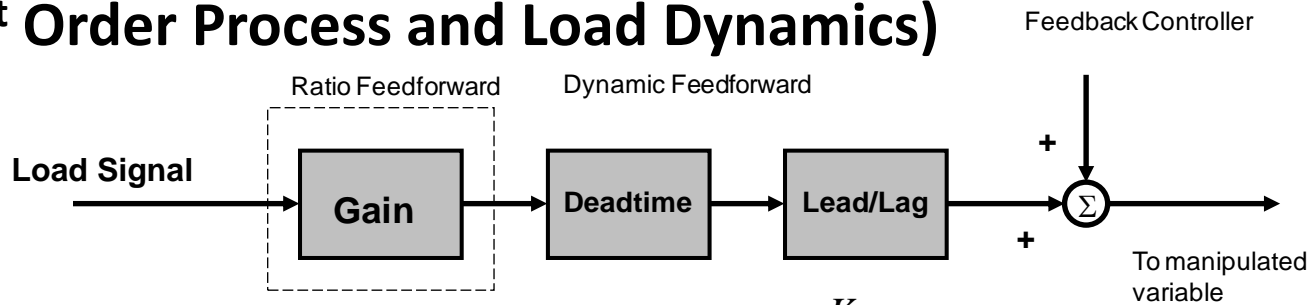 t Order Process and Load Dynamics)
Feedback Controller
Ratio Feedforward
Dynamic Feedforward
+
Load Signal
Gain
Deadtime
Lead/Lag
Σ
+
To manipulated
variable
K